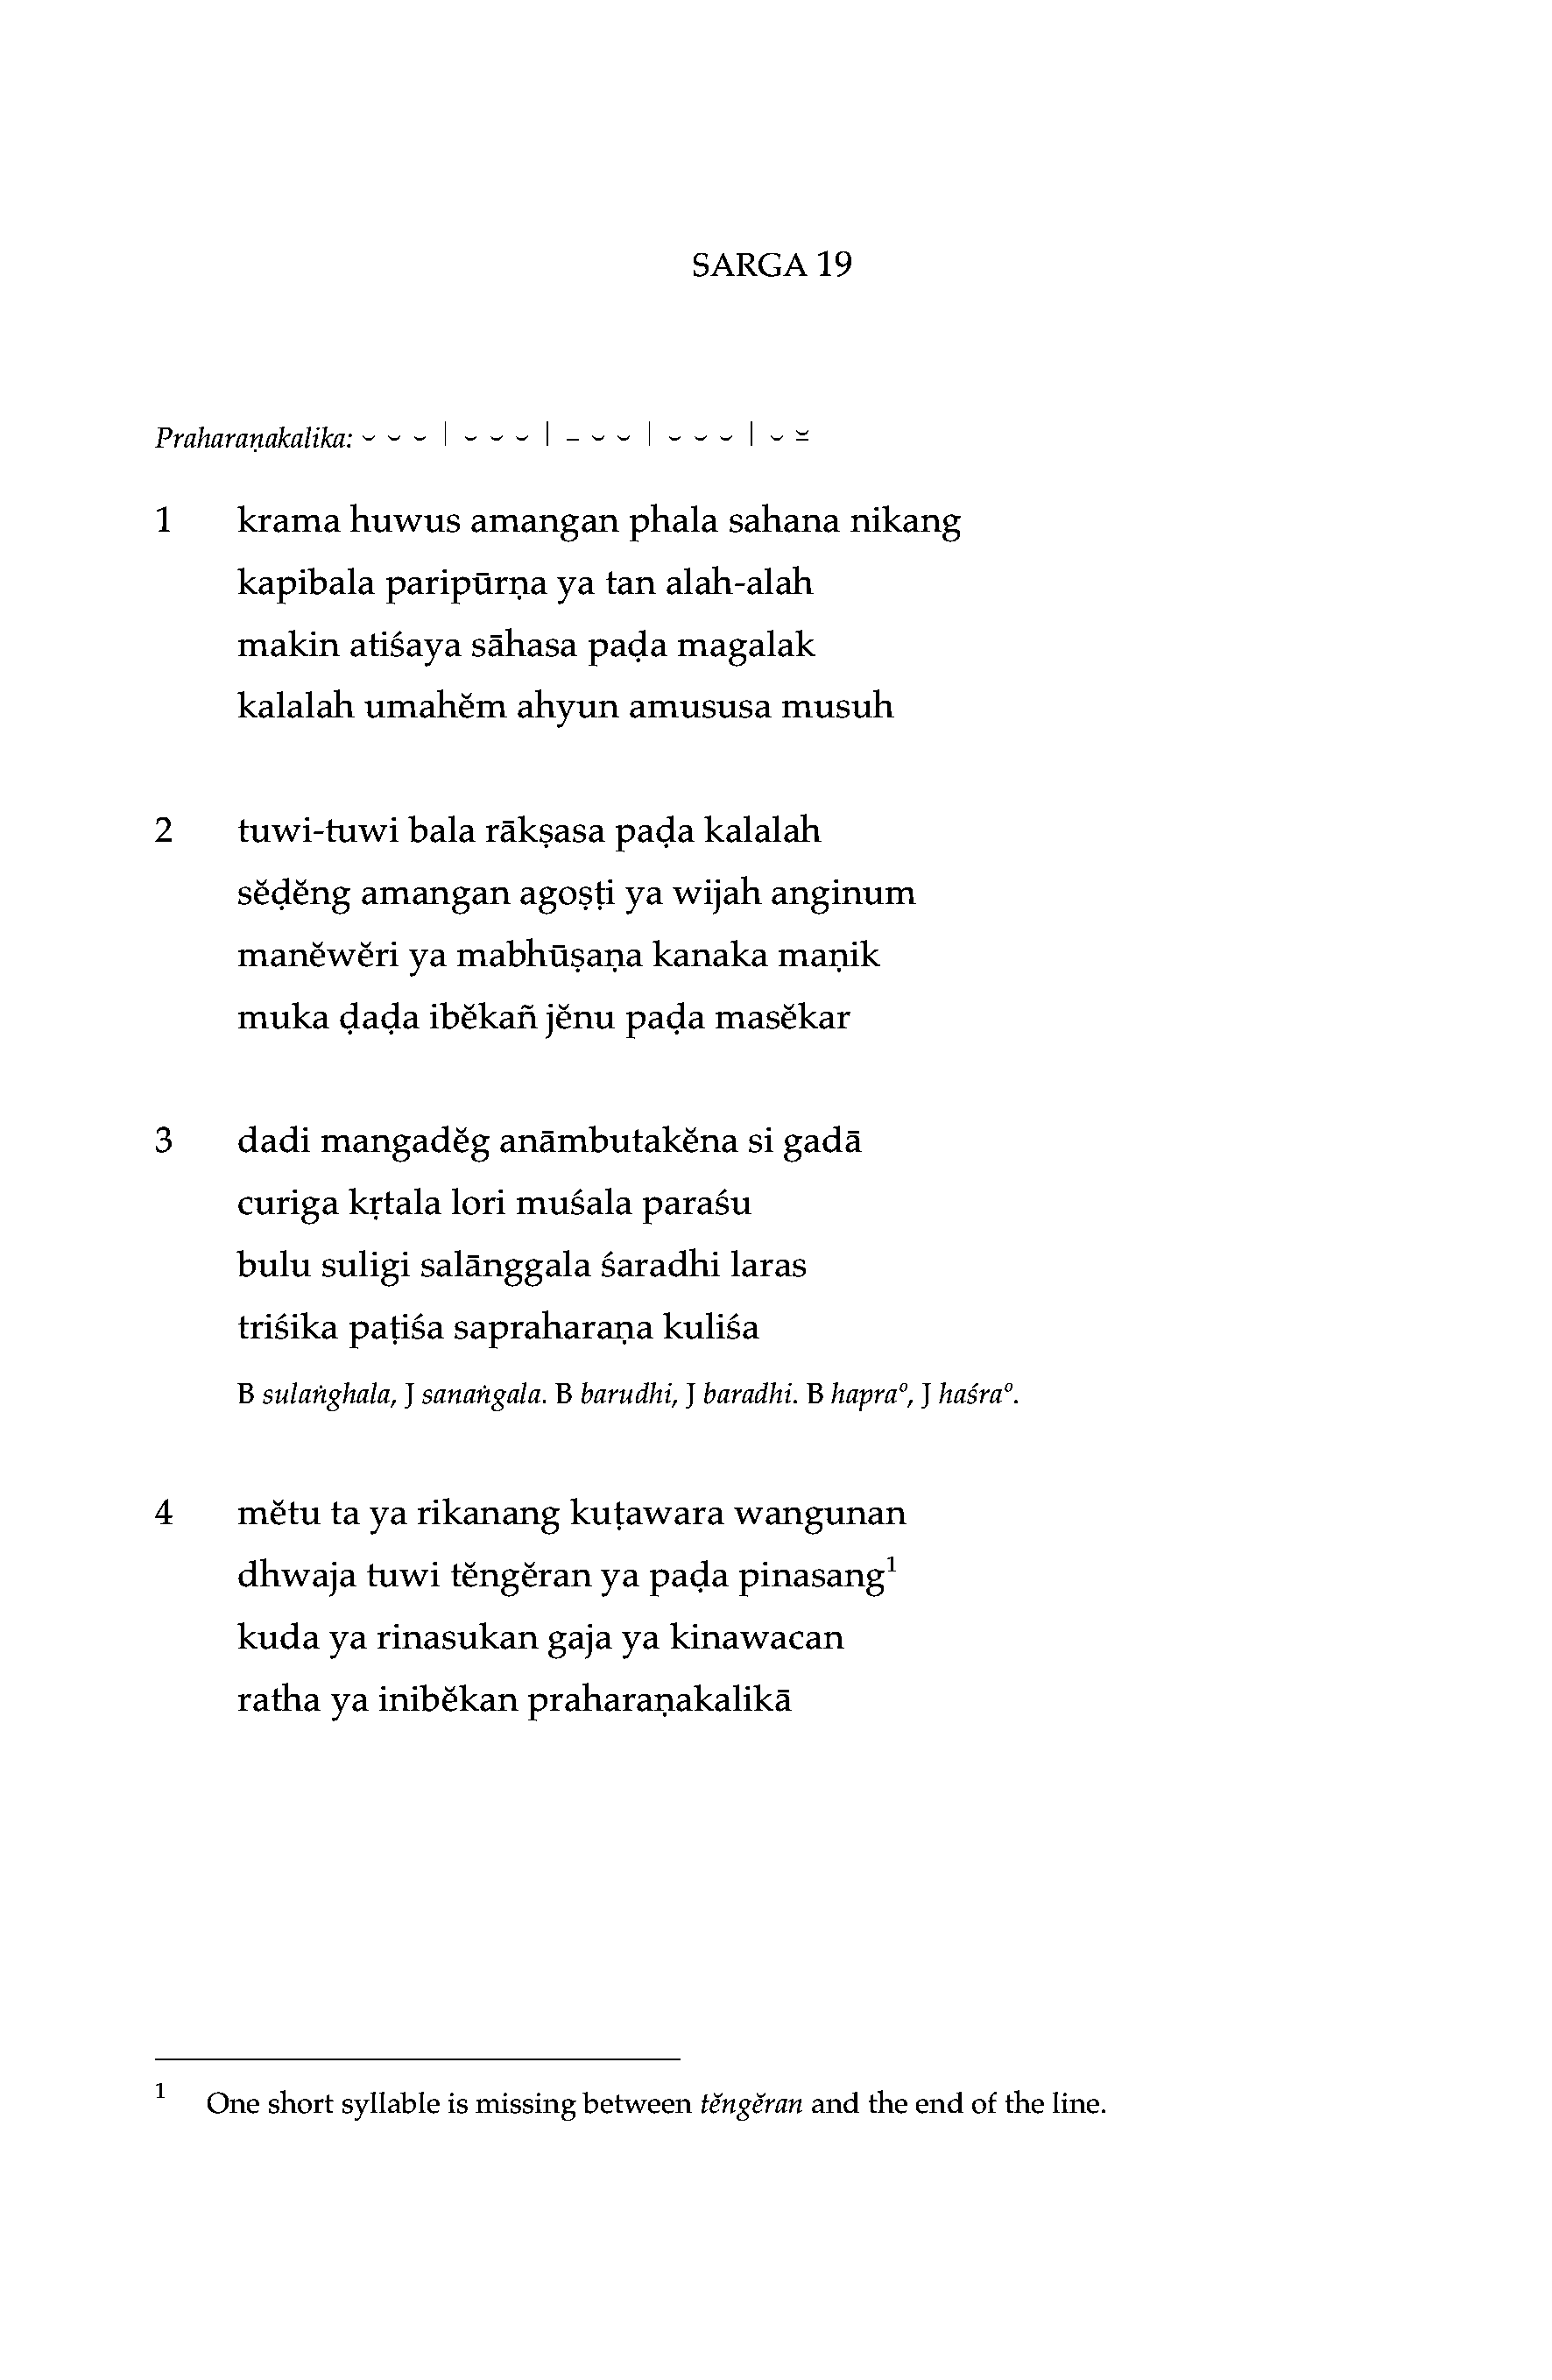 SARGA 19
Praharaṇakalika: ⏑ ⏑ ⏑ | ⏑ ⏑ ⏑ | – ⏑ ⏑ | ⏑ ⏑ ⏑ | ⏑ ⏓
1 krama huwus amangan phala sahana nikang
kapibala paripūrṇa ya tan alah-alah
makin atiśaya sāhasa paḍa magalak
kalalah umahĕm ahyun amususa musuh
2 tuwi-tuwi bala rākṣasa paḍa kalalah
sĕḍĕng amangan agoṣṭi ya wijah anginum
manĕwĕri ya mabhūṣaṇa kanaka maṇik
muka ḍaḍa ibĕkañ jĕnu paḍa masĕkar
3 dadi mangadĕg anāmbutakĕna si gadā
curiga kṛtala lori muśala paraśu
bulu suligi salānggala śaradhi laras
triśika paṭiśa sapraharaṇa kuliśa
B sulaṅghala, J sanaṅgala. B barudhi, J baradhi. B hapraº, J haśraº.
4 mĕtu ta ya rikanang kuṭawara wangunan
dhwaja tuwi tĕngĕran ya paḍa pinasang¹
kuda ya rinasukan gaja ya kinawacan
ratha ya inibĕkan praharaṇakalikā
¹ One short syllable is missing between tĕngĕran and the end of the line.